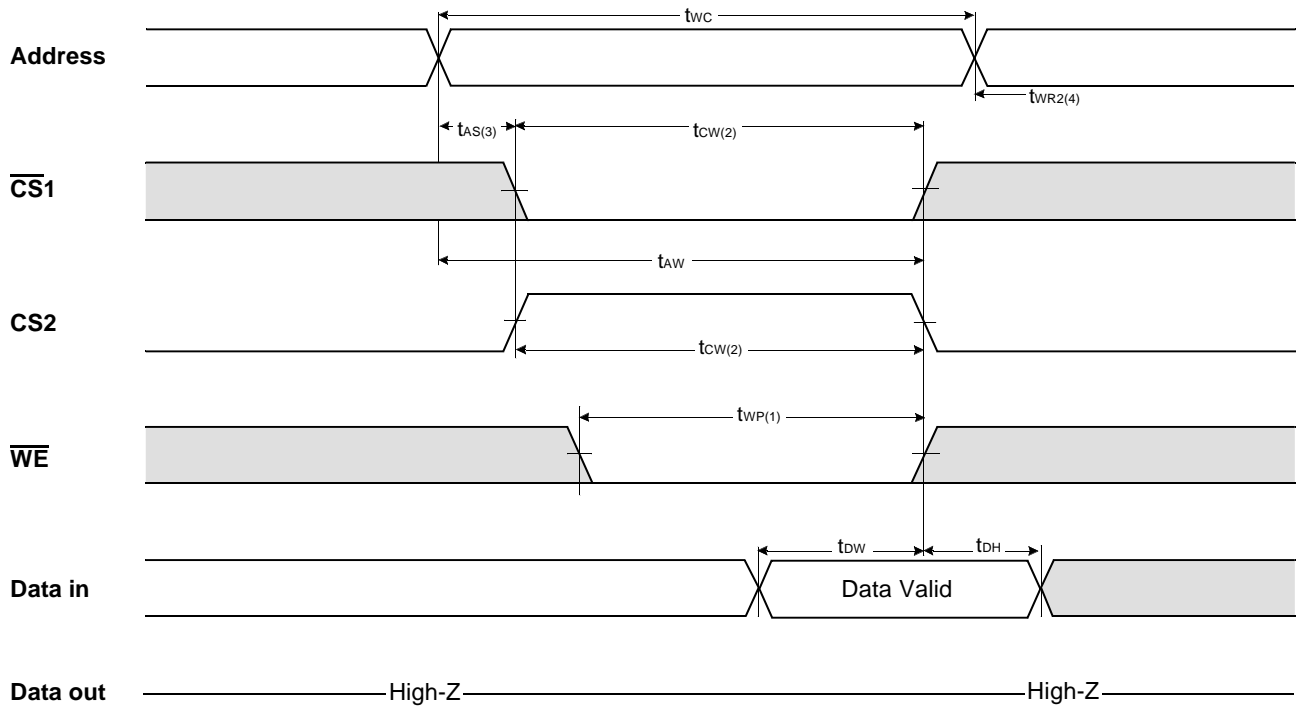 tWC
Address
tWR2(4)
tAS(3)
tCW(2)
CS1
tAW
CS2
tCW(2)
tWP(1)
WE
tDW
tDH
Data in
Data Valid
Data out
High-Z
High-Z